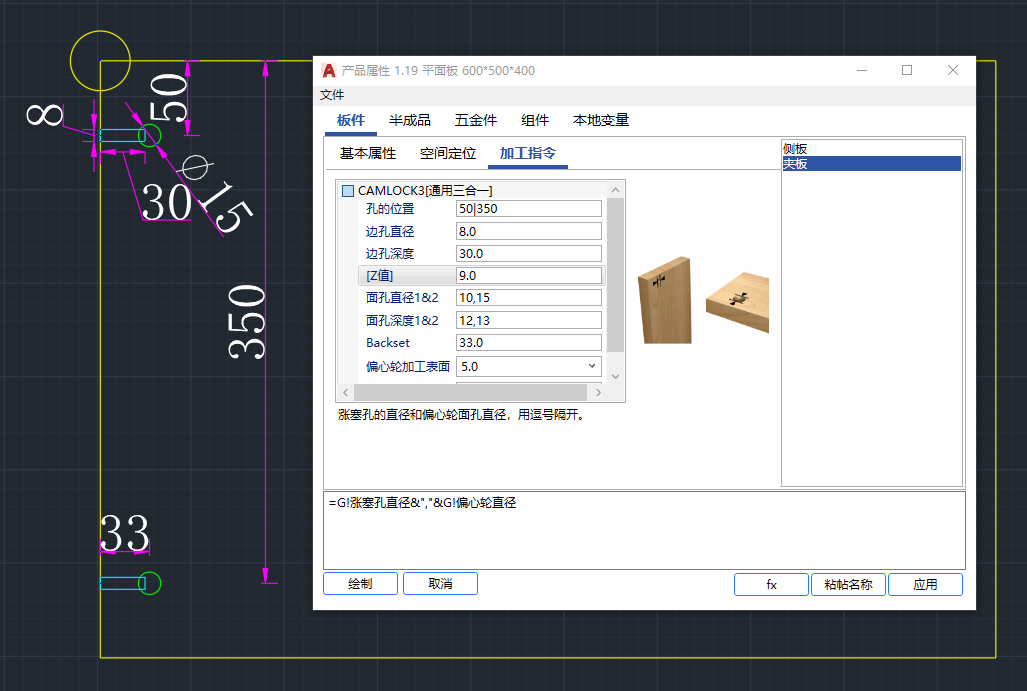 产品属性 1.19 平面板 600*500*400
文件
板件 半成品 五金件 组件 本地变量
基本属性 空间定位 加工指令
侧板
夹板
CAMLOCK3[通用三合一]
孔的位置 50|350
边孔直径 8.0
边孔深度 30.0
[Z值] 9.0
面孔直径1&2 10,15
面孔深度1&2 12,13
Backset 33.0
偏心轮加工表面 5.0
涨塞孔的直径和偏心轮面孔直径，用逗号隔开。
=G!涨塞孔直径&","&G!偏心轮直径
绘制 取消 fx 粘帖名称 应用
8
50
30
∅15
350
33